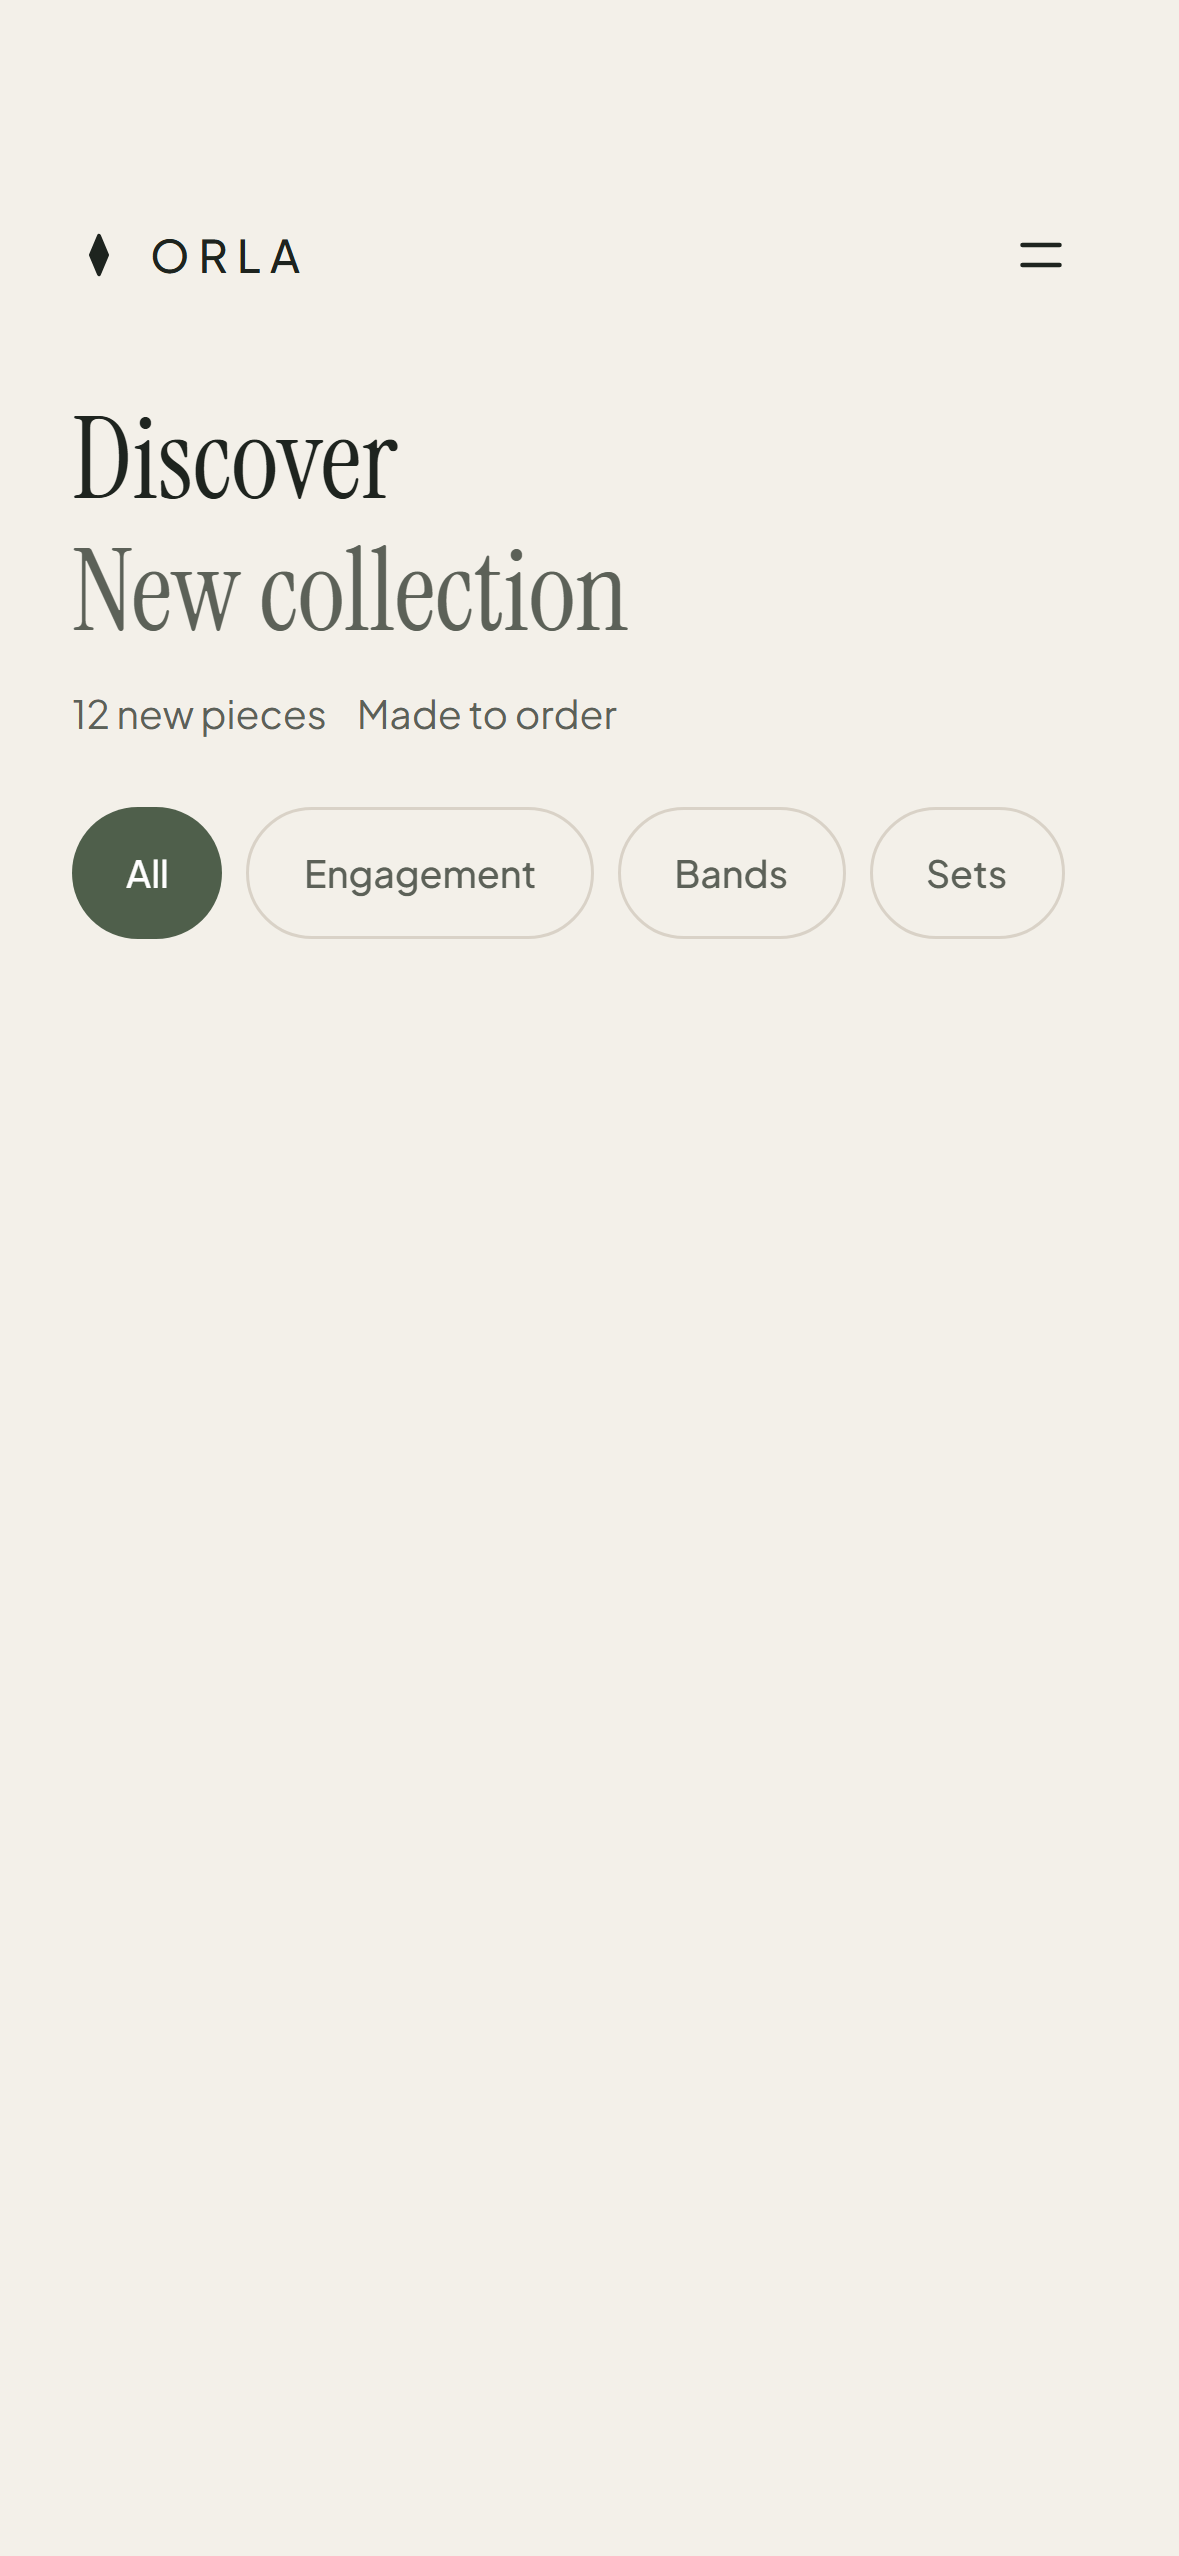 ORLA
Discover
New collection
12 new pieces Made to order
All Engagement Bands Sets